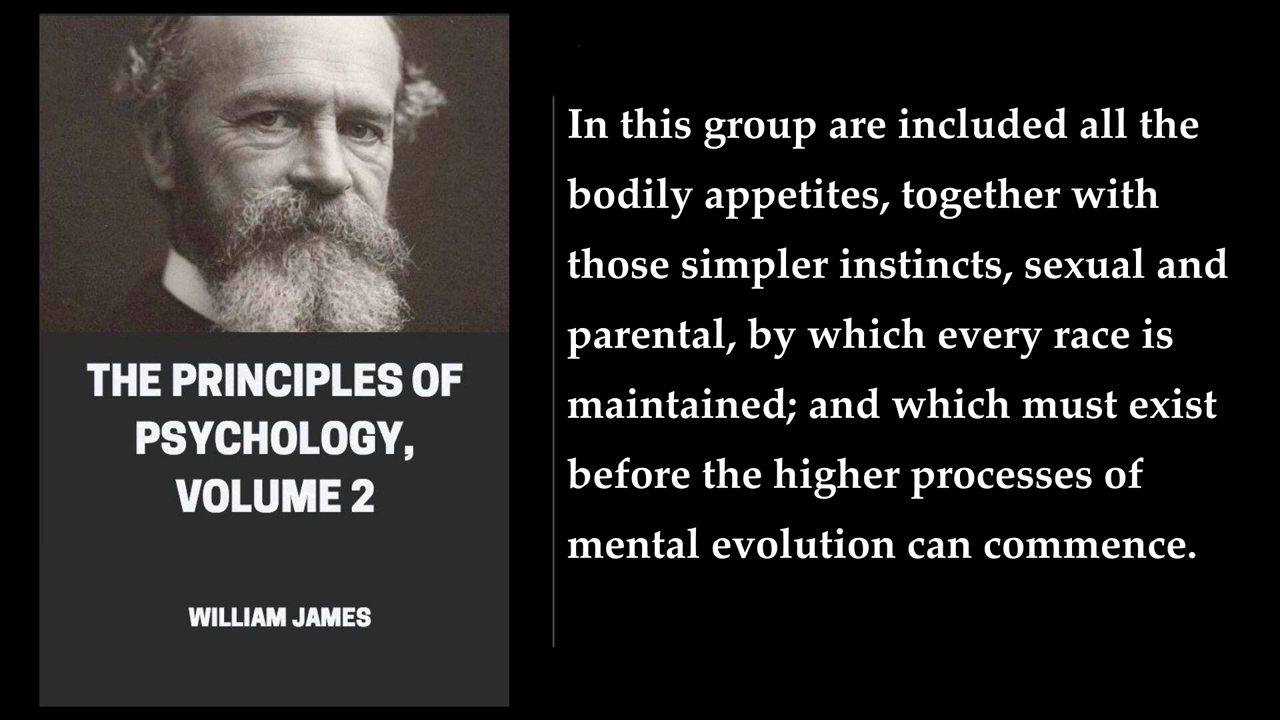 THE PRINCIPLES OF
PSYCHOLOGY,
VOLUME 2
WILLIAM JAMES
In this group are included all the
bodily appetites, together with
those simpler instincts, sexual and
parental, by which every race is
maintained; and which must exist
before the higher processes of
mental evolution can commence.